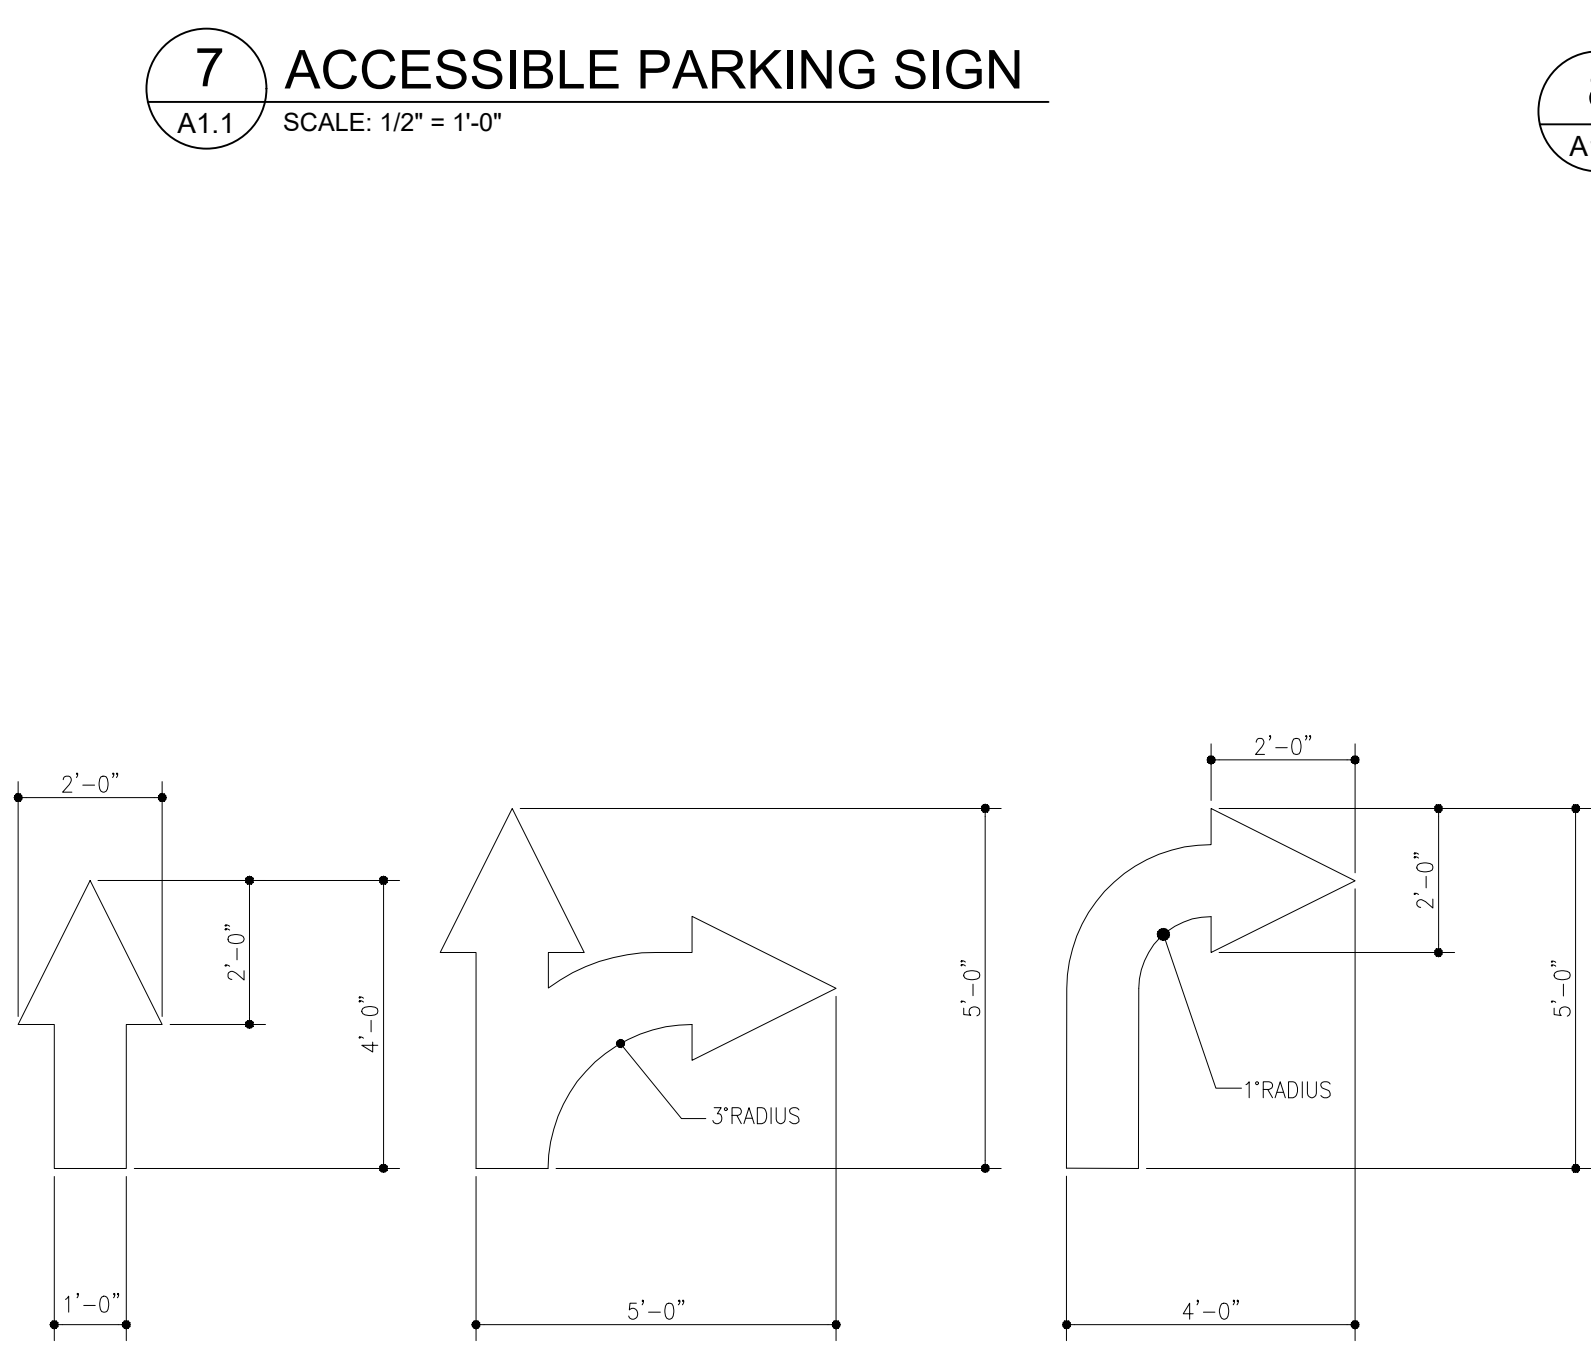 7
ACCESSIBLE PARKING SIGN
A1.1
SCALE: 1/2" = 1'-0"
2'-0"
2'-0"
2'-0"
4'-0"
5'-0"
2'-0"
5'-0"
3°RADIUS
1°RADIUS
1'-0"
5'-0"
4'-0"